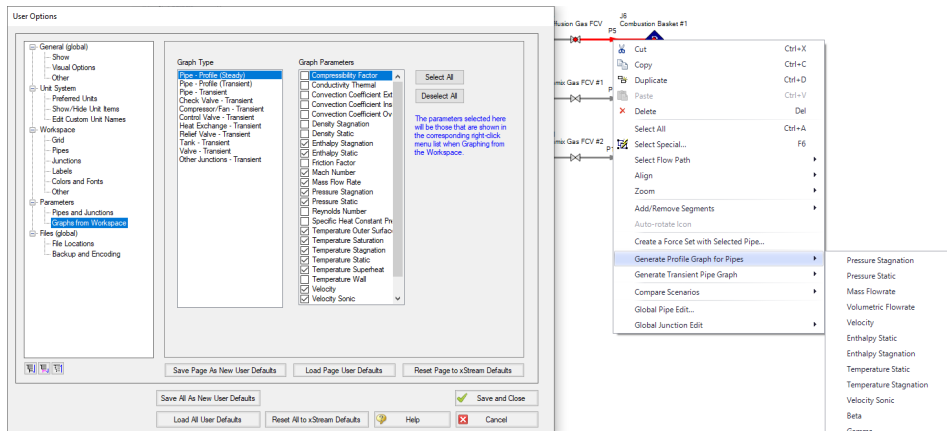 User Options
General (global)
Show
Visual Options
Other
Unit System
Preferred Units
Show/Hide Unit Items
Edit Custom Unit Names
Workspace
Grid
Pipes
Junctions
Labels
Colors and Fonts
Other
Parameters
Pipes and Junctions
Graphs from Workspace
Files (global)
File Locations
Backup and Encoding
Graph Type
Pipe - Profile (Steady)
Pipe - Profile (Transient)
Pipe - Transient
Check Valve - Transient
Compressor/Fan - Transient
Control Valve - Transient
Heat Exchange - Transient
Relief Valve - Transient
Tank - Transient
Valve - Transient
Other Junctions - Transient
Graph Parameters
Compressibility Factor
Conductivity Thermal
Convection Coefficient Ext
Convection Coefficient Ins
Convection Coefficient Ov
Density Stagnation
Density Static
Enthalpy Stagnation
Enthalpy Static
Friction Factor
Mach Number
Mass Flow Rate
Pressure Stagnation
Pressure Static
Reynolds Number
Specific Heat Constant Pr
Temperature Outer Surface
Temperature Saturation
Temperature Stagnation
Temperature Static
Temperature Superheat
Temperature Wall
Velocity
Velocity Sonic
Select All
Deselect All
The parameters selected here
will be those that are shown in
the corresponding right-click
menu list when Graphing from
the Workspace.
Save Page As New User Defaults
Load Page User Defaults
Reset Page to xStream Defaults
Save All As New User Defaults
Save and Close
Load All User Defaults
Reset All to xStream Defaults
Help
Cancel
ffusion Gas FCV
P5
J6
Combustion Basket #1
mix Gas FCV #1
P
emix Gas FCV #2
Cut Ctrl+X
Copy Ctrl+C
Duplicate Ctrl+D
Paste Ctrl+V
Delete Del
Select All Ctrl+A
Select Special... F6
Select Flow Path
Align
Zoom
Add/Remove Segments
Auto-rotate Icon
Create a Force Set with Selected Pipe...
Generate Profile Graph for Pipes
Generate Transient Pipe Graph
Compare Scenarios
Global Pipe Edit...
Global Junction Edit
Pressure Stagnation
Pressure Static
Mass Flowrate
Volumetric Flowrate
Velocity
Enthalpy Static
Enthalpy Stagnation
Temperature Static
Temperature Stagnation
Velocity Sonic
Beta
Gamma